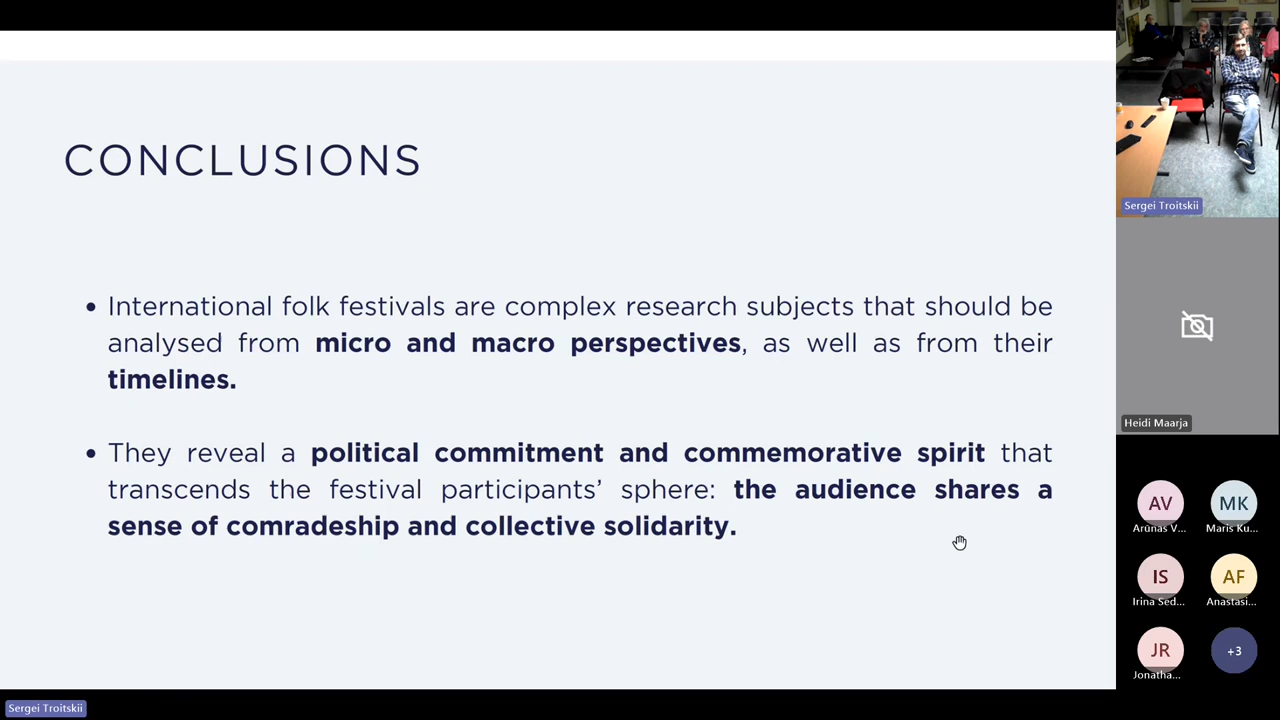 CONCLUSIONS
• International folk festivals are complex research subjects that should be
analysed from micro and macro perspectives, as well as from their
timelines.
• They reveal a political commitment and commemorative spirit that
transcends the festival participants’ sphere: the audience shares a
sense of comradeship and collective solidarity.
Sergei Troitskii
Heidi Maarja
AV
MK
Arūnas V...
Maris Ku...
IS
AF
Irina Sed...
Anastasi...
JR
+3
Jonatha...
Sergei Troitskii